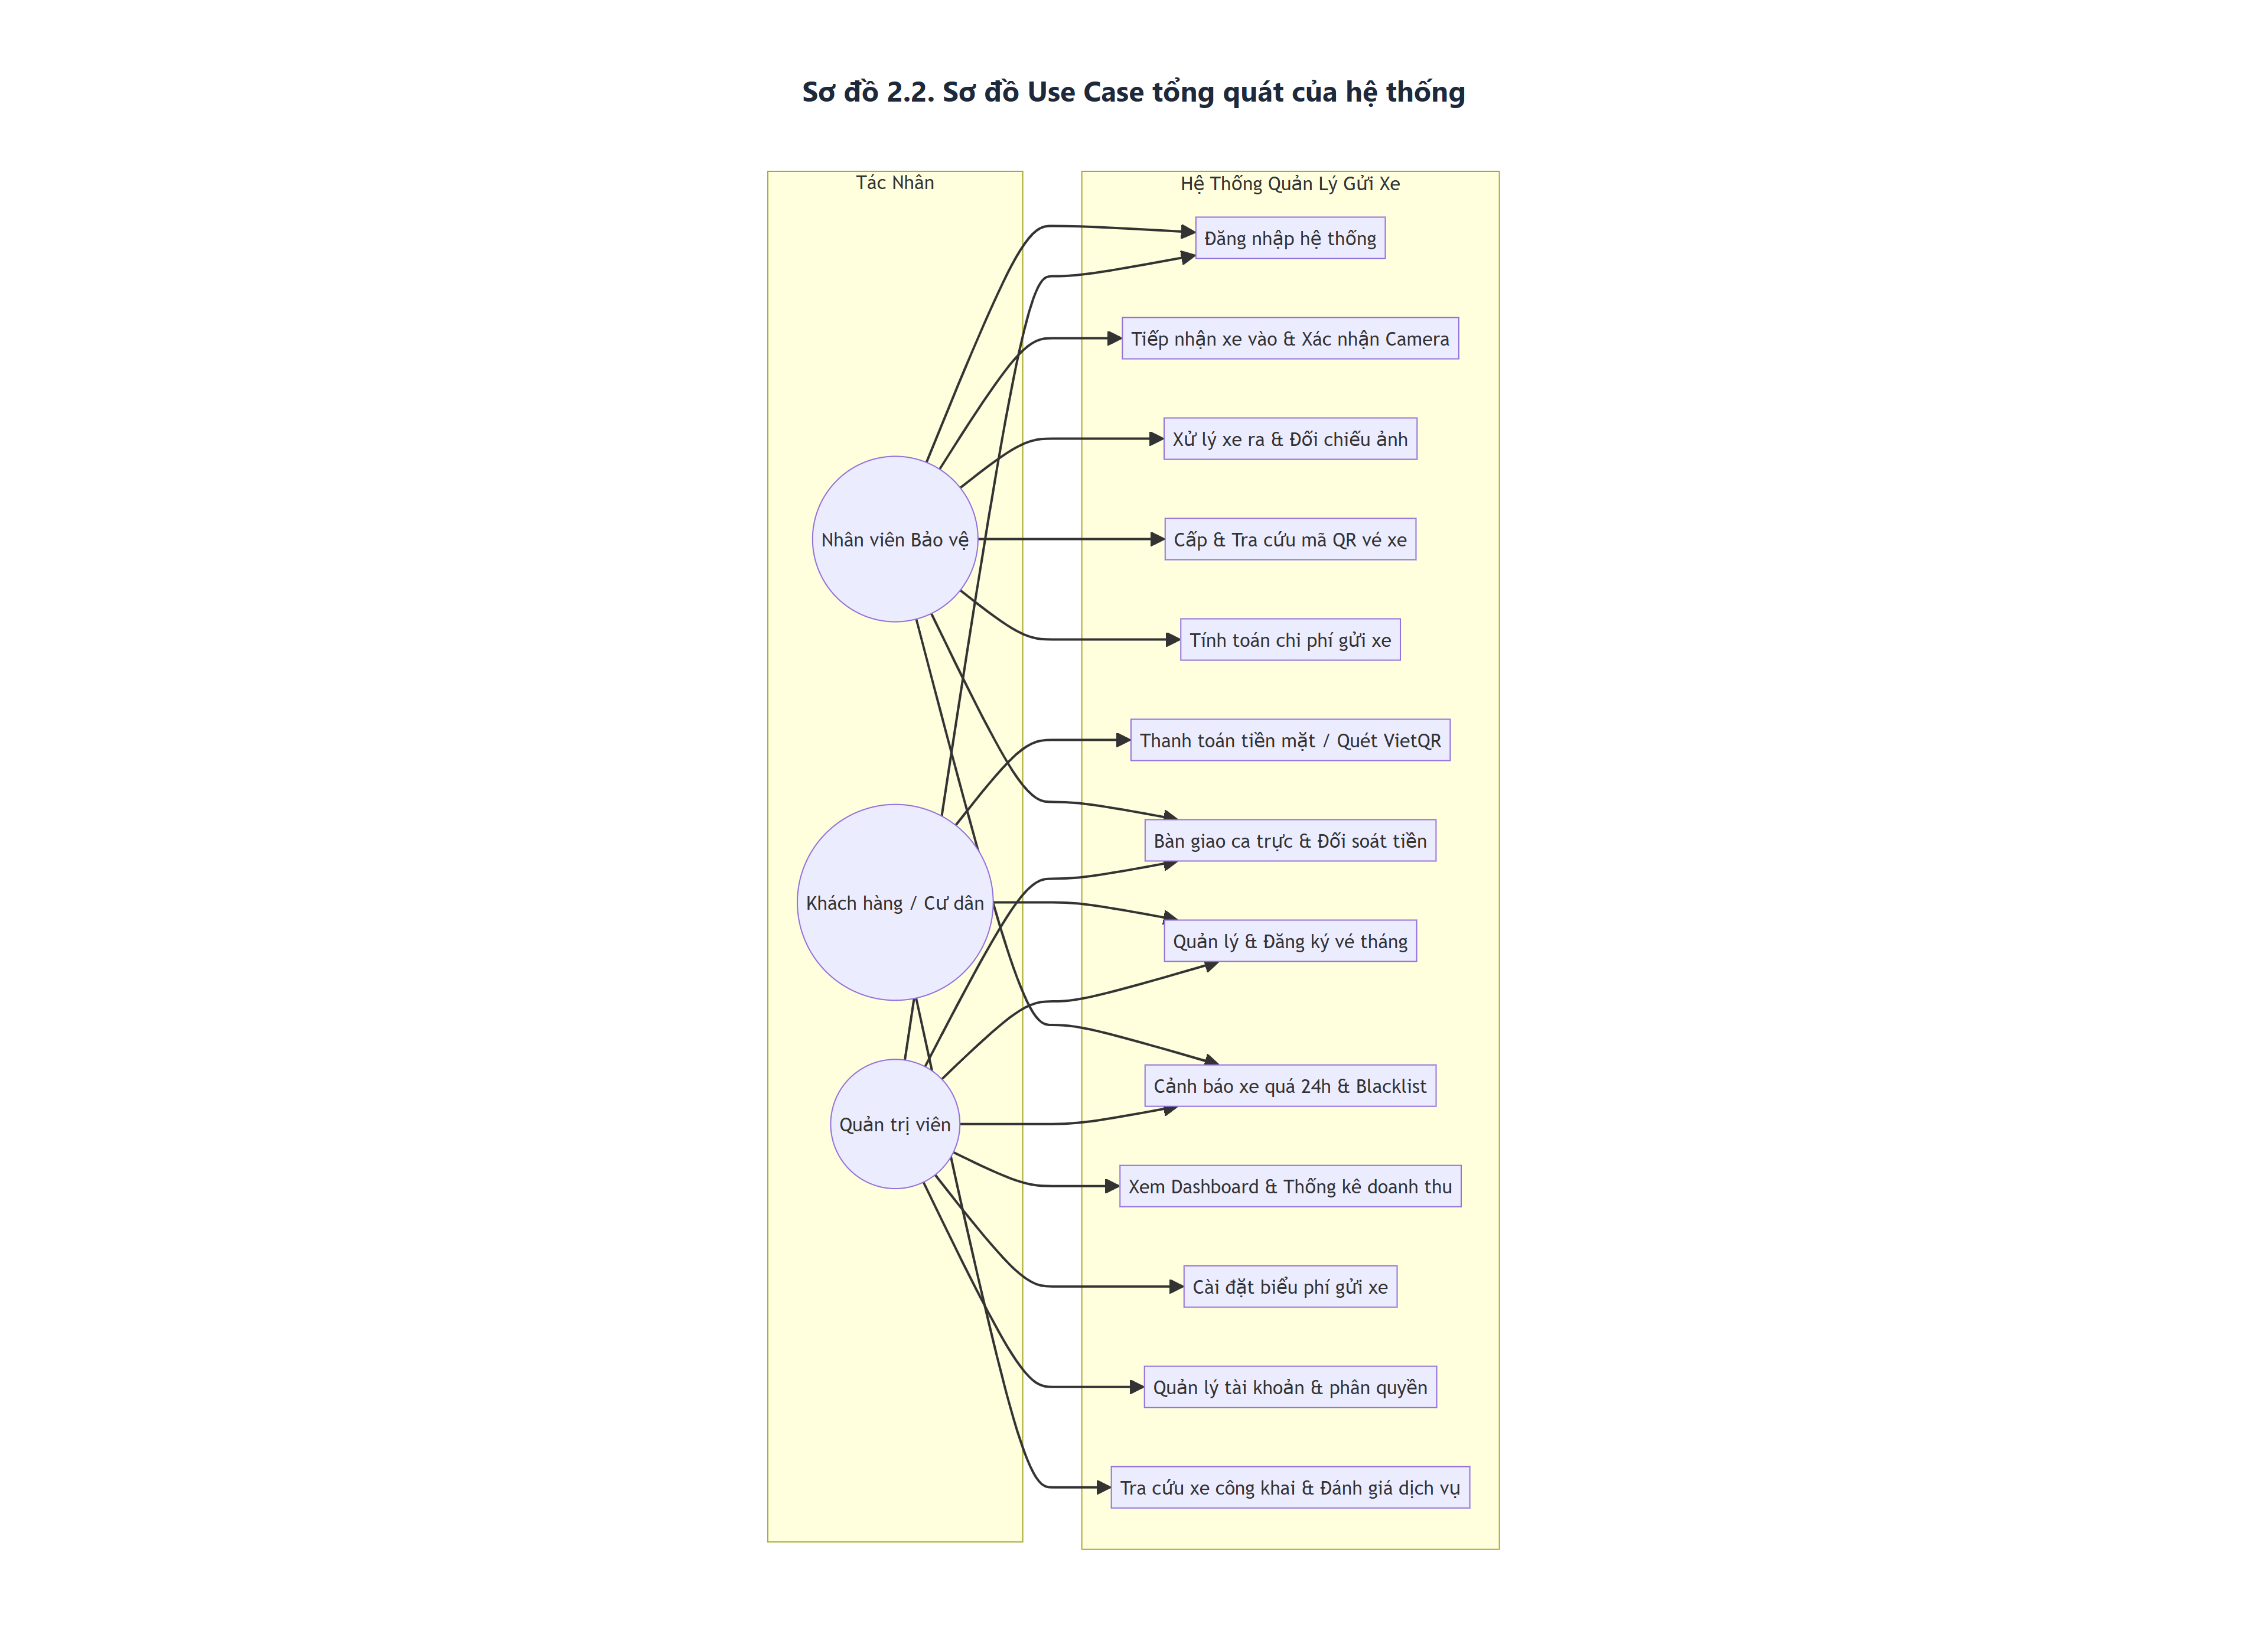 Sơ đồ 2.2. Sơ đồ Use Case tổng quát của hệ thống
Tác Nhân
Nhân viên Bảo vệ
Khách hàng / Cư dân
Quản trị viên
Hệ Thống Quản Lý Gửi Xe
Đăng nhập hệ thống
Tiếp nhận xe vào & Xác nhận Camera
Xử lý xe ra & Đối chiếu ảnh
Cấp & Tra cứu mã QR vé xe
Tính toán chi phí gửi xe
Thanh toán tiền mặt / Quét VietQR
Bàn giao ca trực & Đối soát tiền
Quản lý & Đăng ký vé tháng
Cảnh báo xe quá 24h & Blacklist
Xem Dashboard & Thống kê doanh thu
Cài đặt biểu phí gửi xe
Quản lý tài khoản & phân quyền
Tra cứu xe công khai & Đánh giá dịch vụ